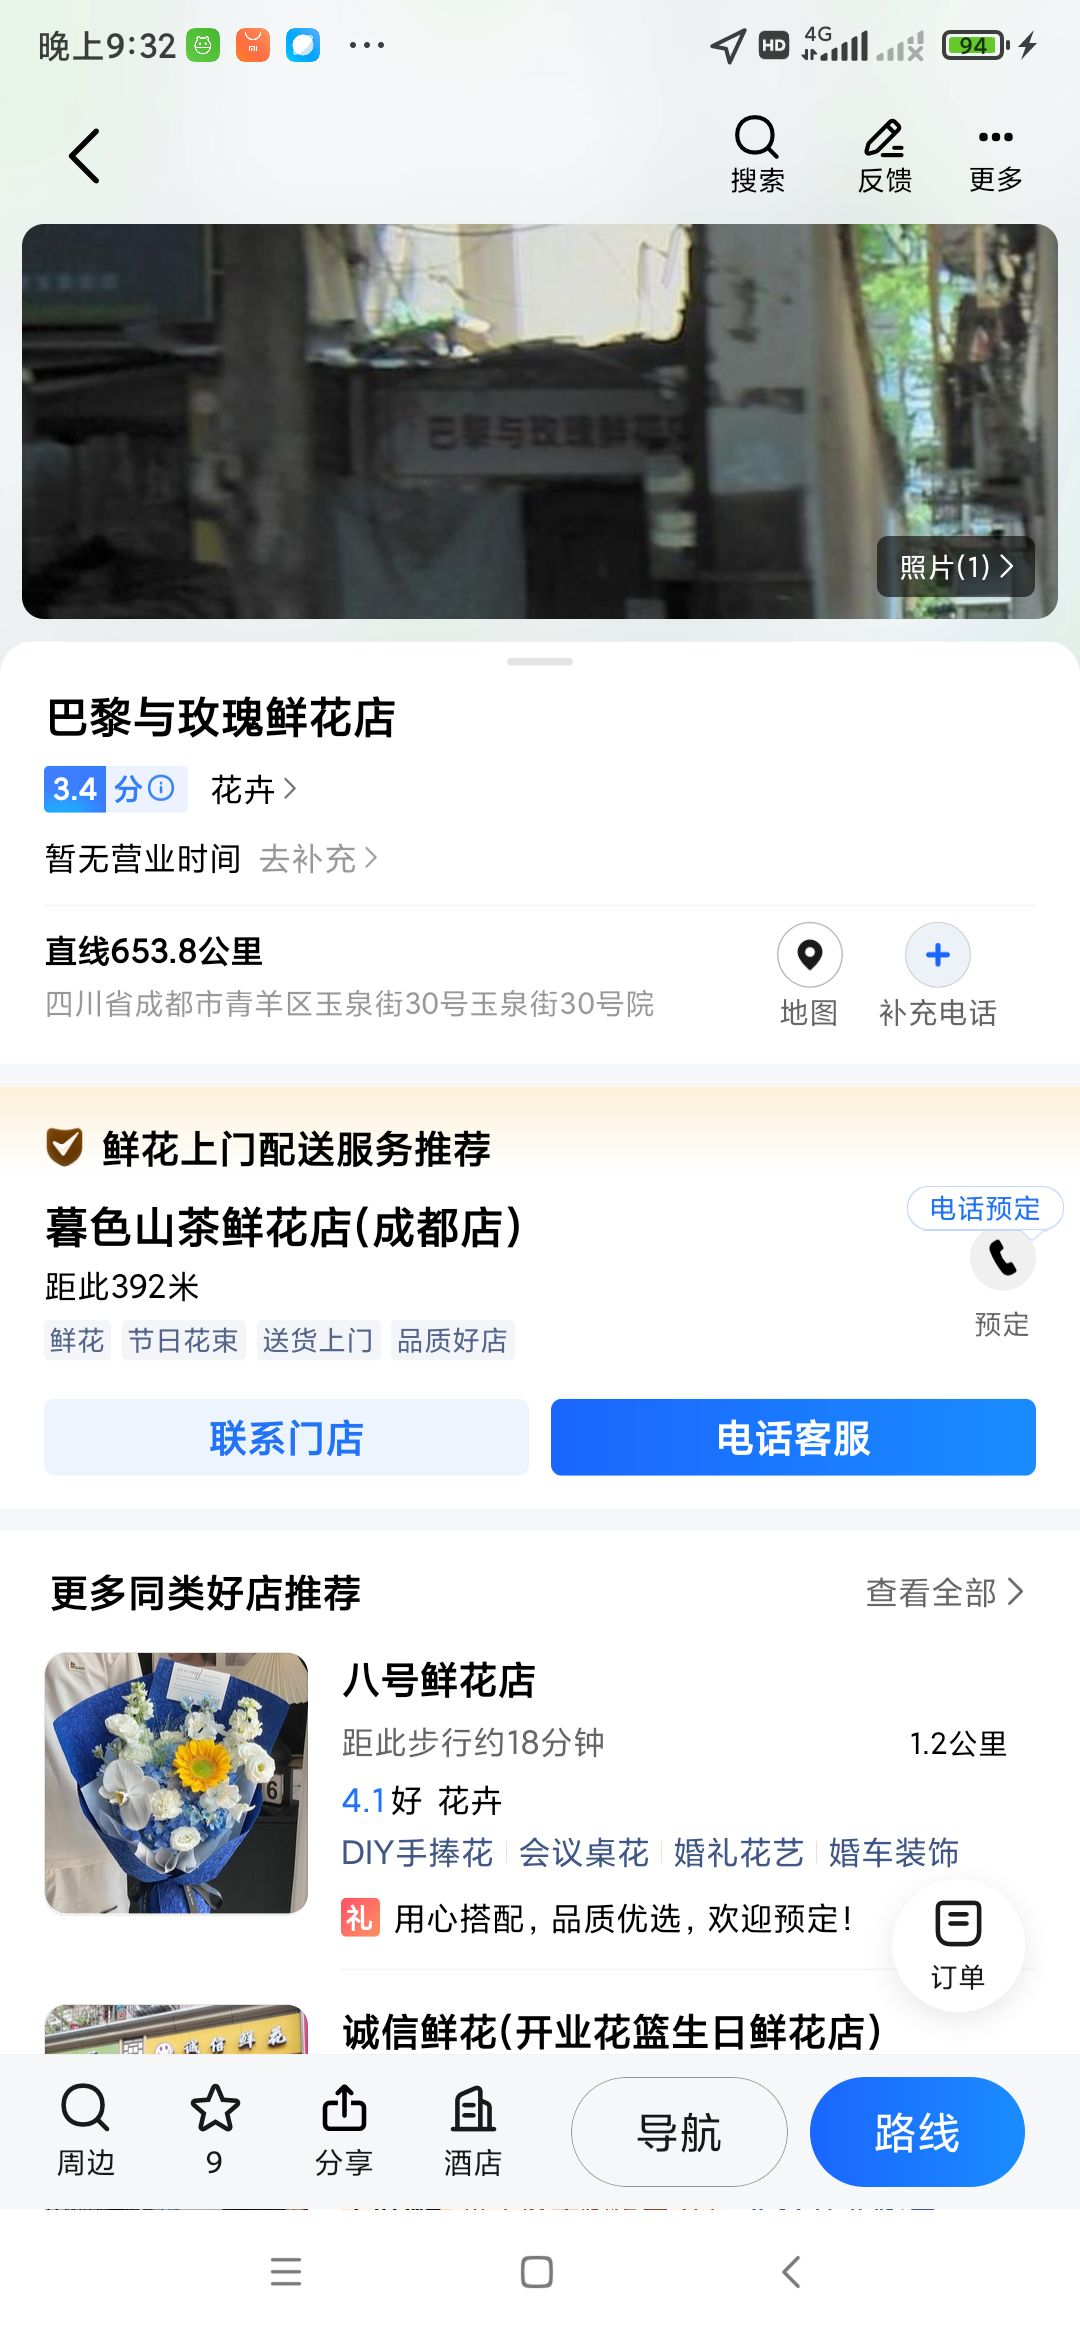 晚上9:32
HD
4G
94
搜索
反馈
更多
巴黎与玫瑰鲜花店
照片(1)
巴黎与玫瑰鲜花店
3.4 分 花卉
暂无营业时间 去补充
直线653.8公里
四川省成都市青羊区玉泉街30号玉泉街30号院
地图
补充电话
鲜花上门配送服务推荐
暮色山茶鲜花店(成都店)
电话预定
距此392米
预定
鲜花 节日花束 送货上门 品质好店
联系门店
电话客服
更多同类好店推荐
查看全部
八号鲜花店
距此步行约18分钟
1.2公里
4.1好 花卉
DIY手捧花 会议桌花 婚礼花艺 婚车装饰
礼 用心搭配, 品质优选, 欢迎预定!
订单
诚信鲜花
诚信鲜花(开业花篮生日鲜花店)
周边
9
分享
酒店
导航
路线